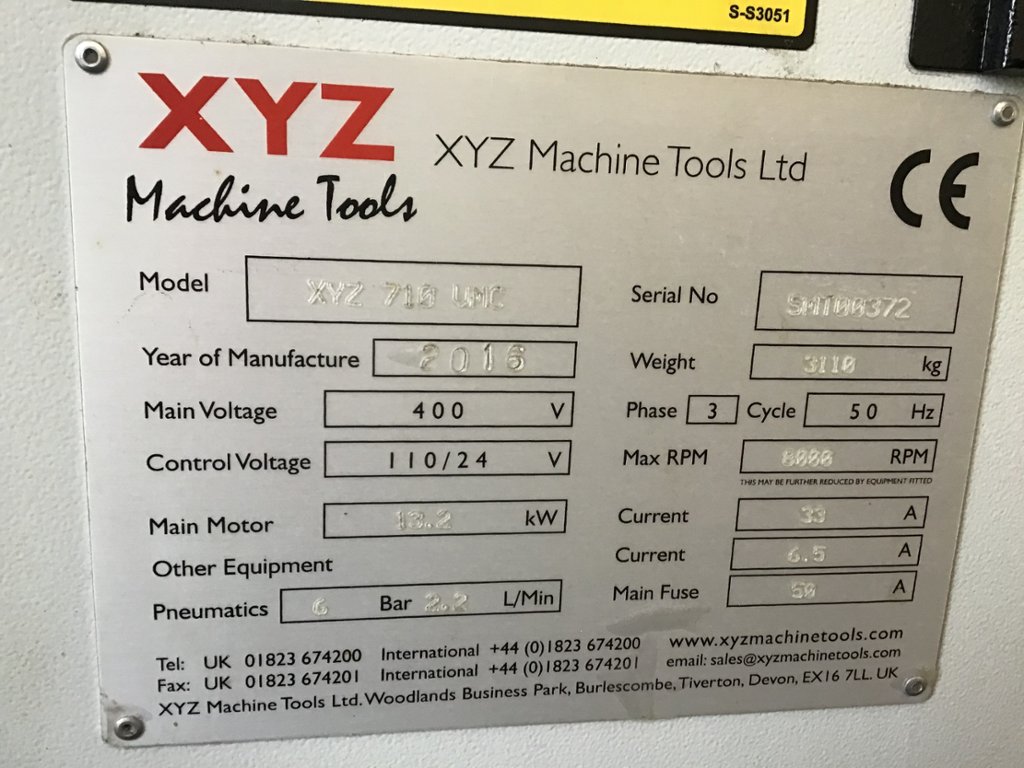 S-S3051
XYZ
Machine Tools
XYZ Machine Tools Ltd
CE
Model XYZ 710 VMC
Serial No SMT00372
Year of Manufacture 2016
Weight 3110 kg
Main Voltage 400 V
Phase 3 Cycle 50 Hz
Control Voltage 110/24 V
Max RPM 8000 RPM
THIS MAY BE FURTHER REDUCED BY EQUIPMENT FITTED
Main Motor 13.2 kW
Current 33 A
Other Equipment
Current 6.5 A
Pneumatics 6 Bar 2.2 L/Min
Main Fuse 50 A
Tel: UK 01823 674200 International +44 (0)1823 674200 www.xyzmachinetools.com
Fax: UK 01823 674201 International +44 (0)1823 674201 email: sales@xyzmachinetools.com
XYZ Machine Tools Ltd. Woodlands Business Park, Burlescombe, Tiverton, Devon, EX16 7LL. UK